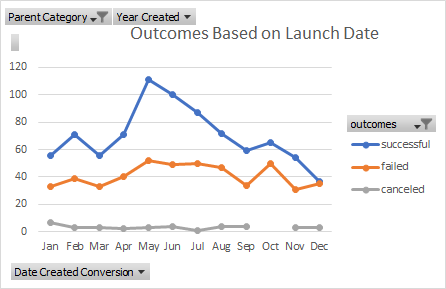 Parent Category Year Created
Outcomes Based on Launch Date
120
100
80
60
40
20
0
Jan Feb Mar Apr May Jun Jul Aug Sep Oct Nov Dec
outcomes
successful
failed
canceled
Date Created Conversion